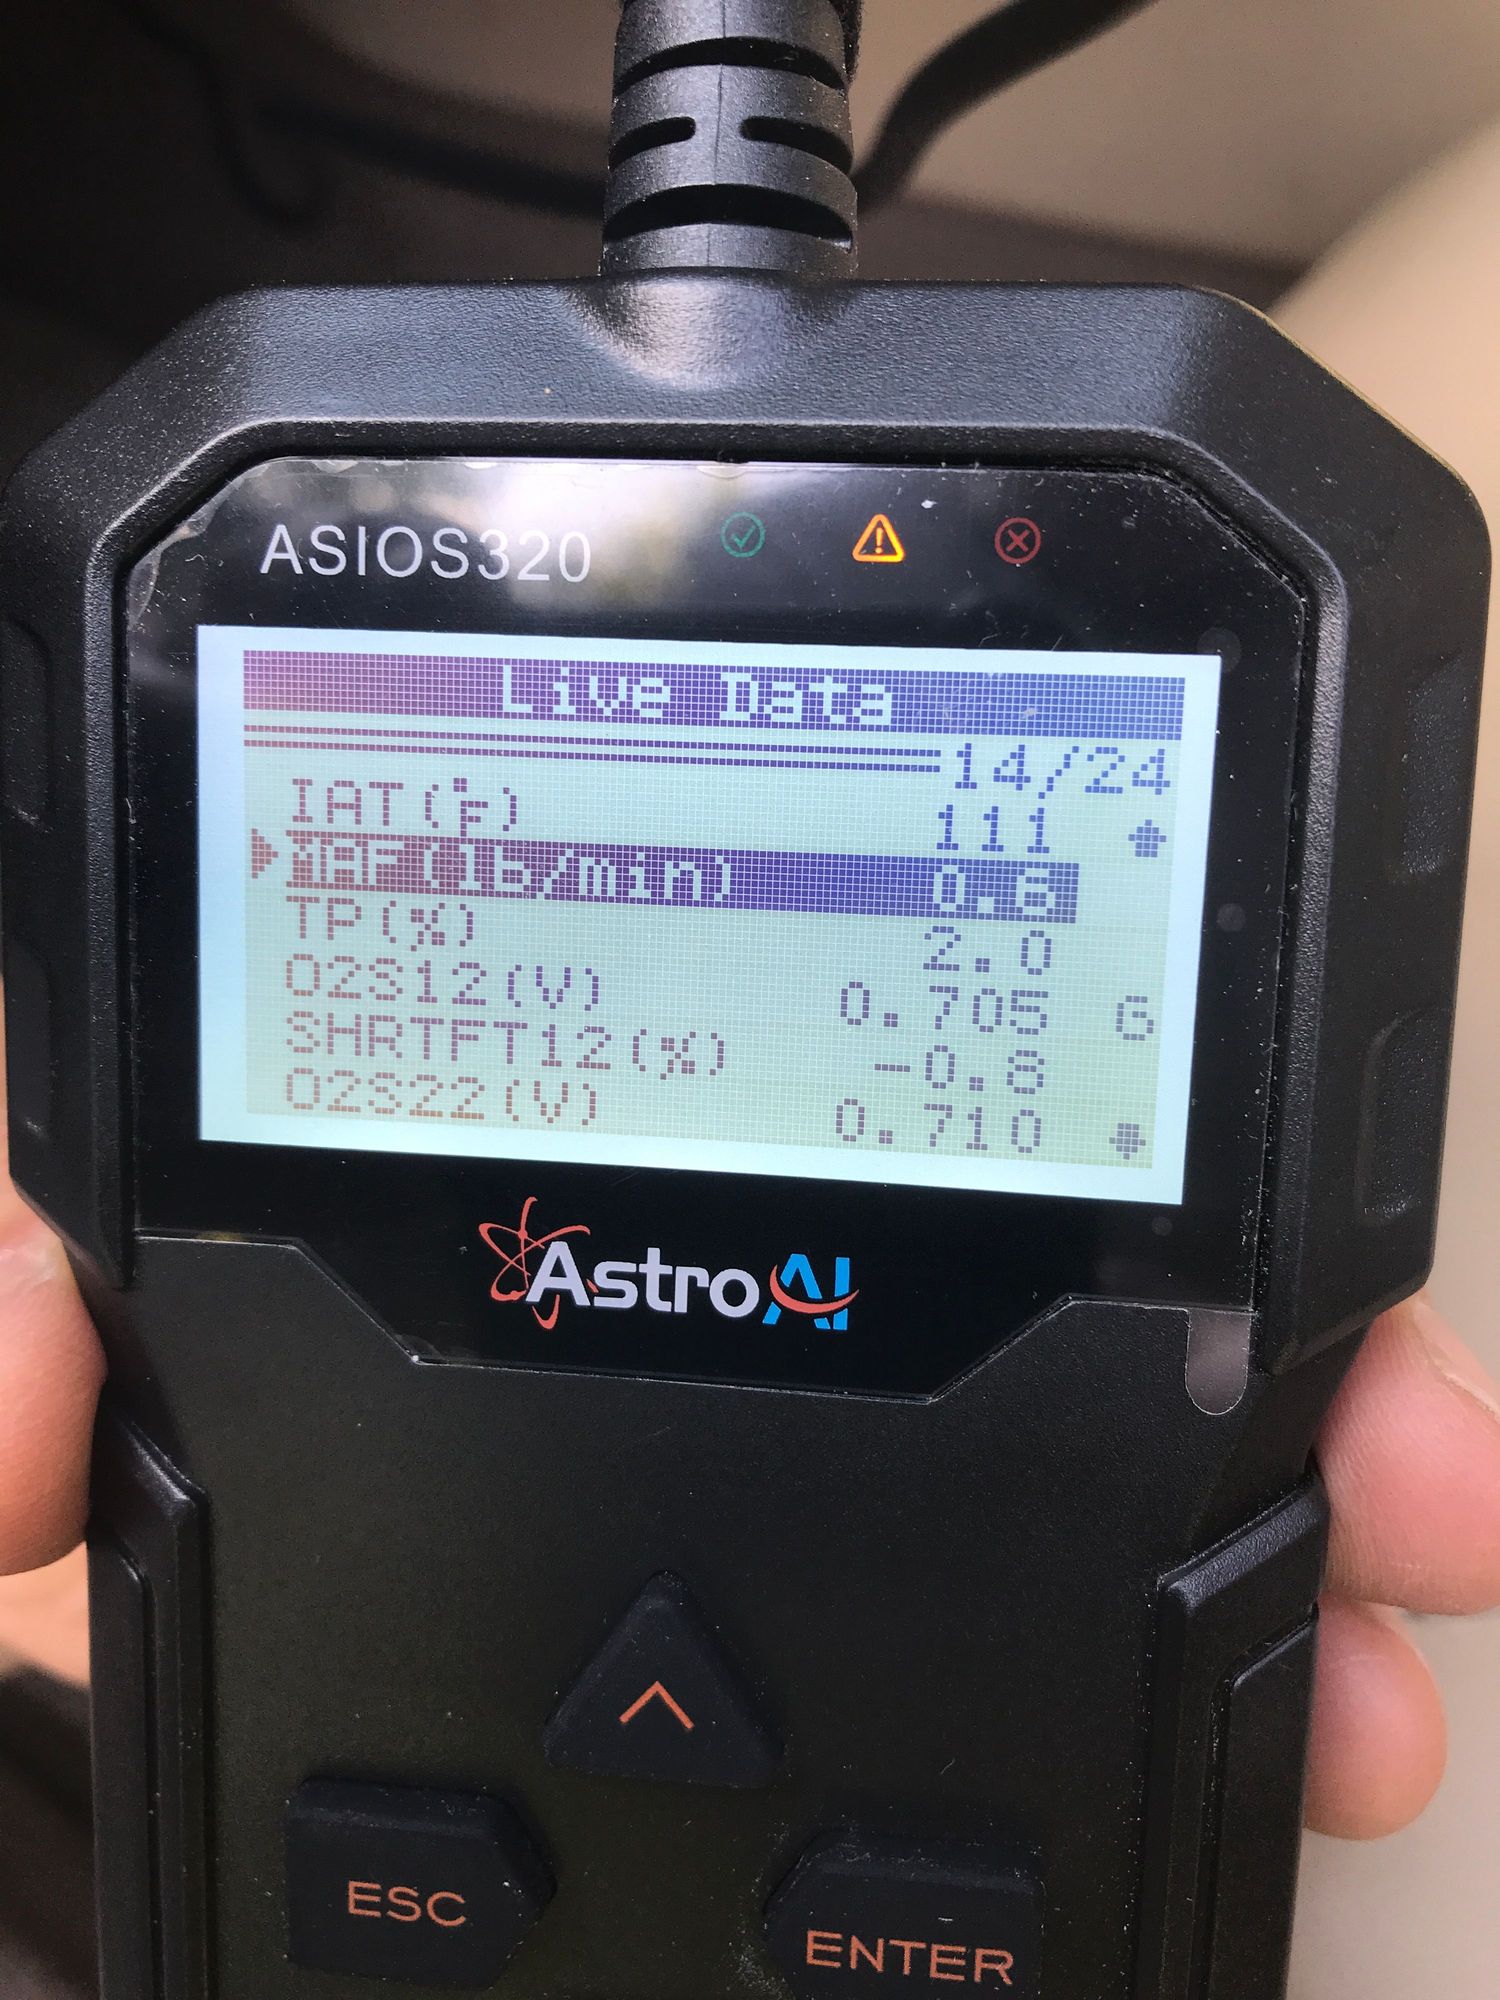 ASIOS320
Live Data
14/24
IAT(°F) 111
MAF(lb/min) 0.6
TP(%) 2.0
O2S12(V) 0.705 G
SHRTFT12(%) -0.8
O2S22(V) 0.710
AstroAI
ESC
ENTER